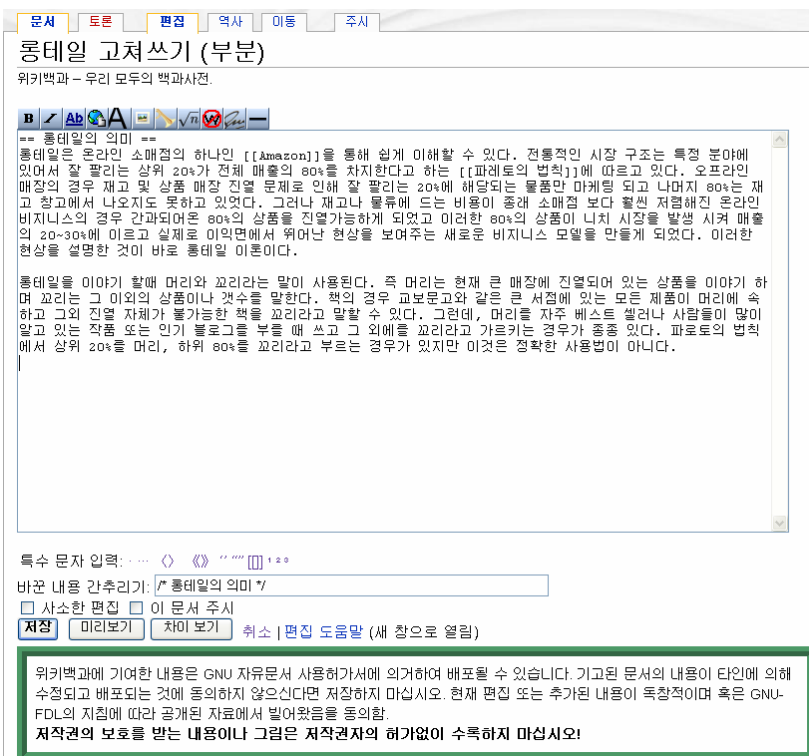 문서 토론 편집 역사 이동 주시
롱테일 고쳐쓰기 (부분)
위키백과 – 우리 모두의 백과사전.
B I Ab A √n W
== 롱테일의 의미 ==
롱테일은 온라인 소매점의 하나인 [[Amazon]]을 통해 쉽게 이해할 수 있다. 전통적인 시장 구조는 특정 분야에
있어서 잘 팔리는 상위 20%가 전체 매출의 80%를 차지한다고 하는 [[파레토의 법칙]]에 따르고 있다. 오프라인
매장의 경우 재고 및 상품 매장 진열 문제로 인해 잘 팔리는 20%에 해당되는 물품만 마케팅 되고 나머지 80%는 재
고 창고에서 나오지도 못하고 있엇다. 그러나 재고나 물류에 드는 비용이 종래 소매점 보다 훨씬 저렴해진 온라인
비지니스의 경우 간과되어온 80%의 상품을 진열가능하게 되었고 이러한 80%의 상품이 니치 시장을 발생 시켜 매출
의 20~30%에 이르고 실제로 이익면에서 뛰어난 현상을 보여주는 새로운 비지니스 모델을 만들게 되었다. 이러한
현상을 설명한 것이 바로 롱테일 이론이다.
롱테일을 이야기 할때 머리와 꼬리라는 말이 사용된다. 즉 머리는 현재 큰 매장에 진열되어 있는 상품을 이야기 하
며 꼬리는 그 이외의 상품이나 갯수를 말한다. 책의 경우 교보문고와 같은 큰 서점에 있는 모든 제품이 머리에 속
하고 그외 진열 자체가 불가능한 책을 꼬리라고 말할 수 있다. 그런데, 머리를 자주 베스트 셀러나 사람들이 많이
알고 있는 작품 또는 인기 블로그를 부를 때 쓰고 그 외에를 꼬리라고 가르키는 경우가 종종 있다. 파로토의 법칙
에서 상위 20%를 머리, 하위 80%를 꼬리라고 부르는 경우가 있지만 이것은 정확한 사용법이 아니다.
특수 문자 입력: · … 〈〉 《》 ‘’ “” [[]] ¹ ² ³
바꾼 내용 간추리기: /* 롱테일의 의미 */
사소한 편집 이 문서 주시
저장 미리보기 차이 보기 취소 | 편집 도움말 (새 창으로 열림)
위키백과에 기여한 내용은 GNU 자유문서 사용허가서에 의거하여 배포될 수 있습니다. 기고된 문서의 내용이 타인에 의해
수정되고 배포되는 것에 동의하지 않으신다면 저장하지 마십시오. 현재 편집 또는 추가된 내용이 독창적이며 혹은 GNU-
FDL의 지침에 따라 공개된 자료에서 빌어왔음을 동의함.
저작권의 보호를 받는 내용이나 그림은 저작권자의 허가없이 수록하지 마십시오!